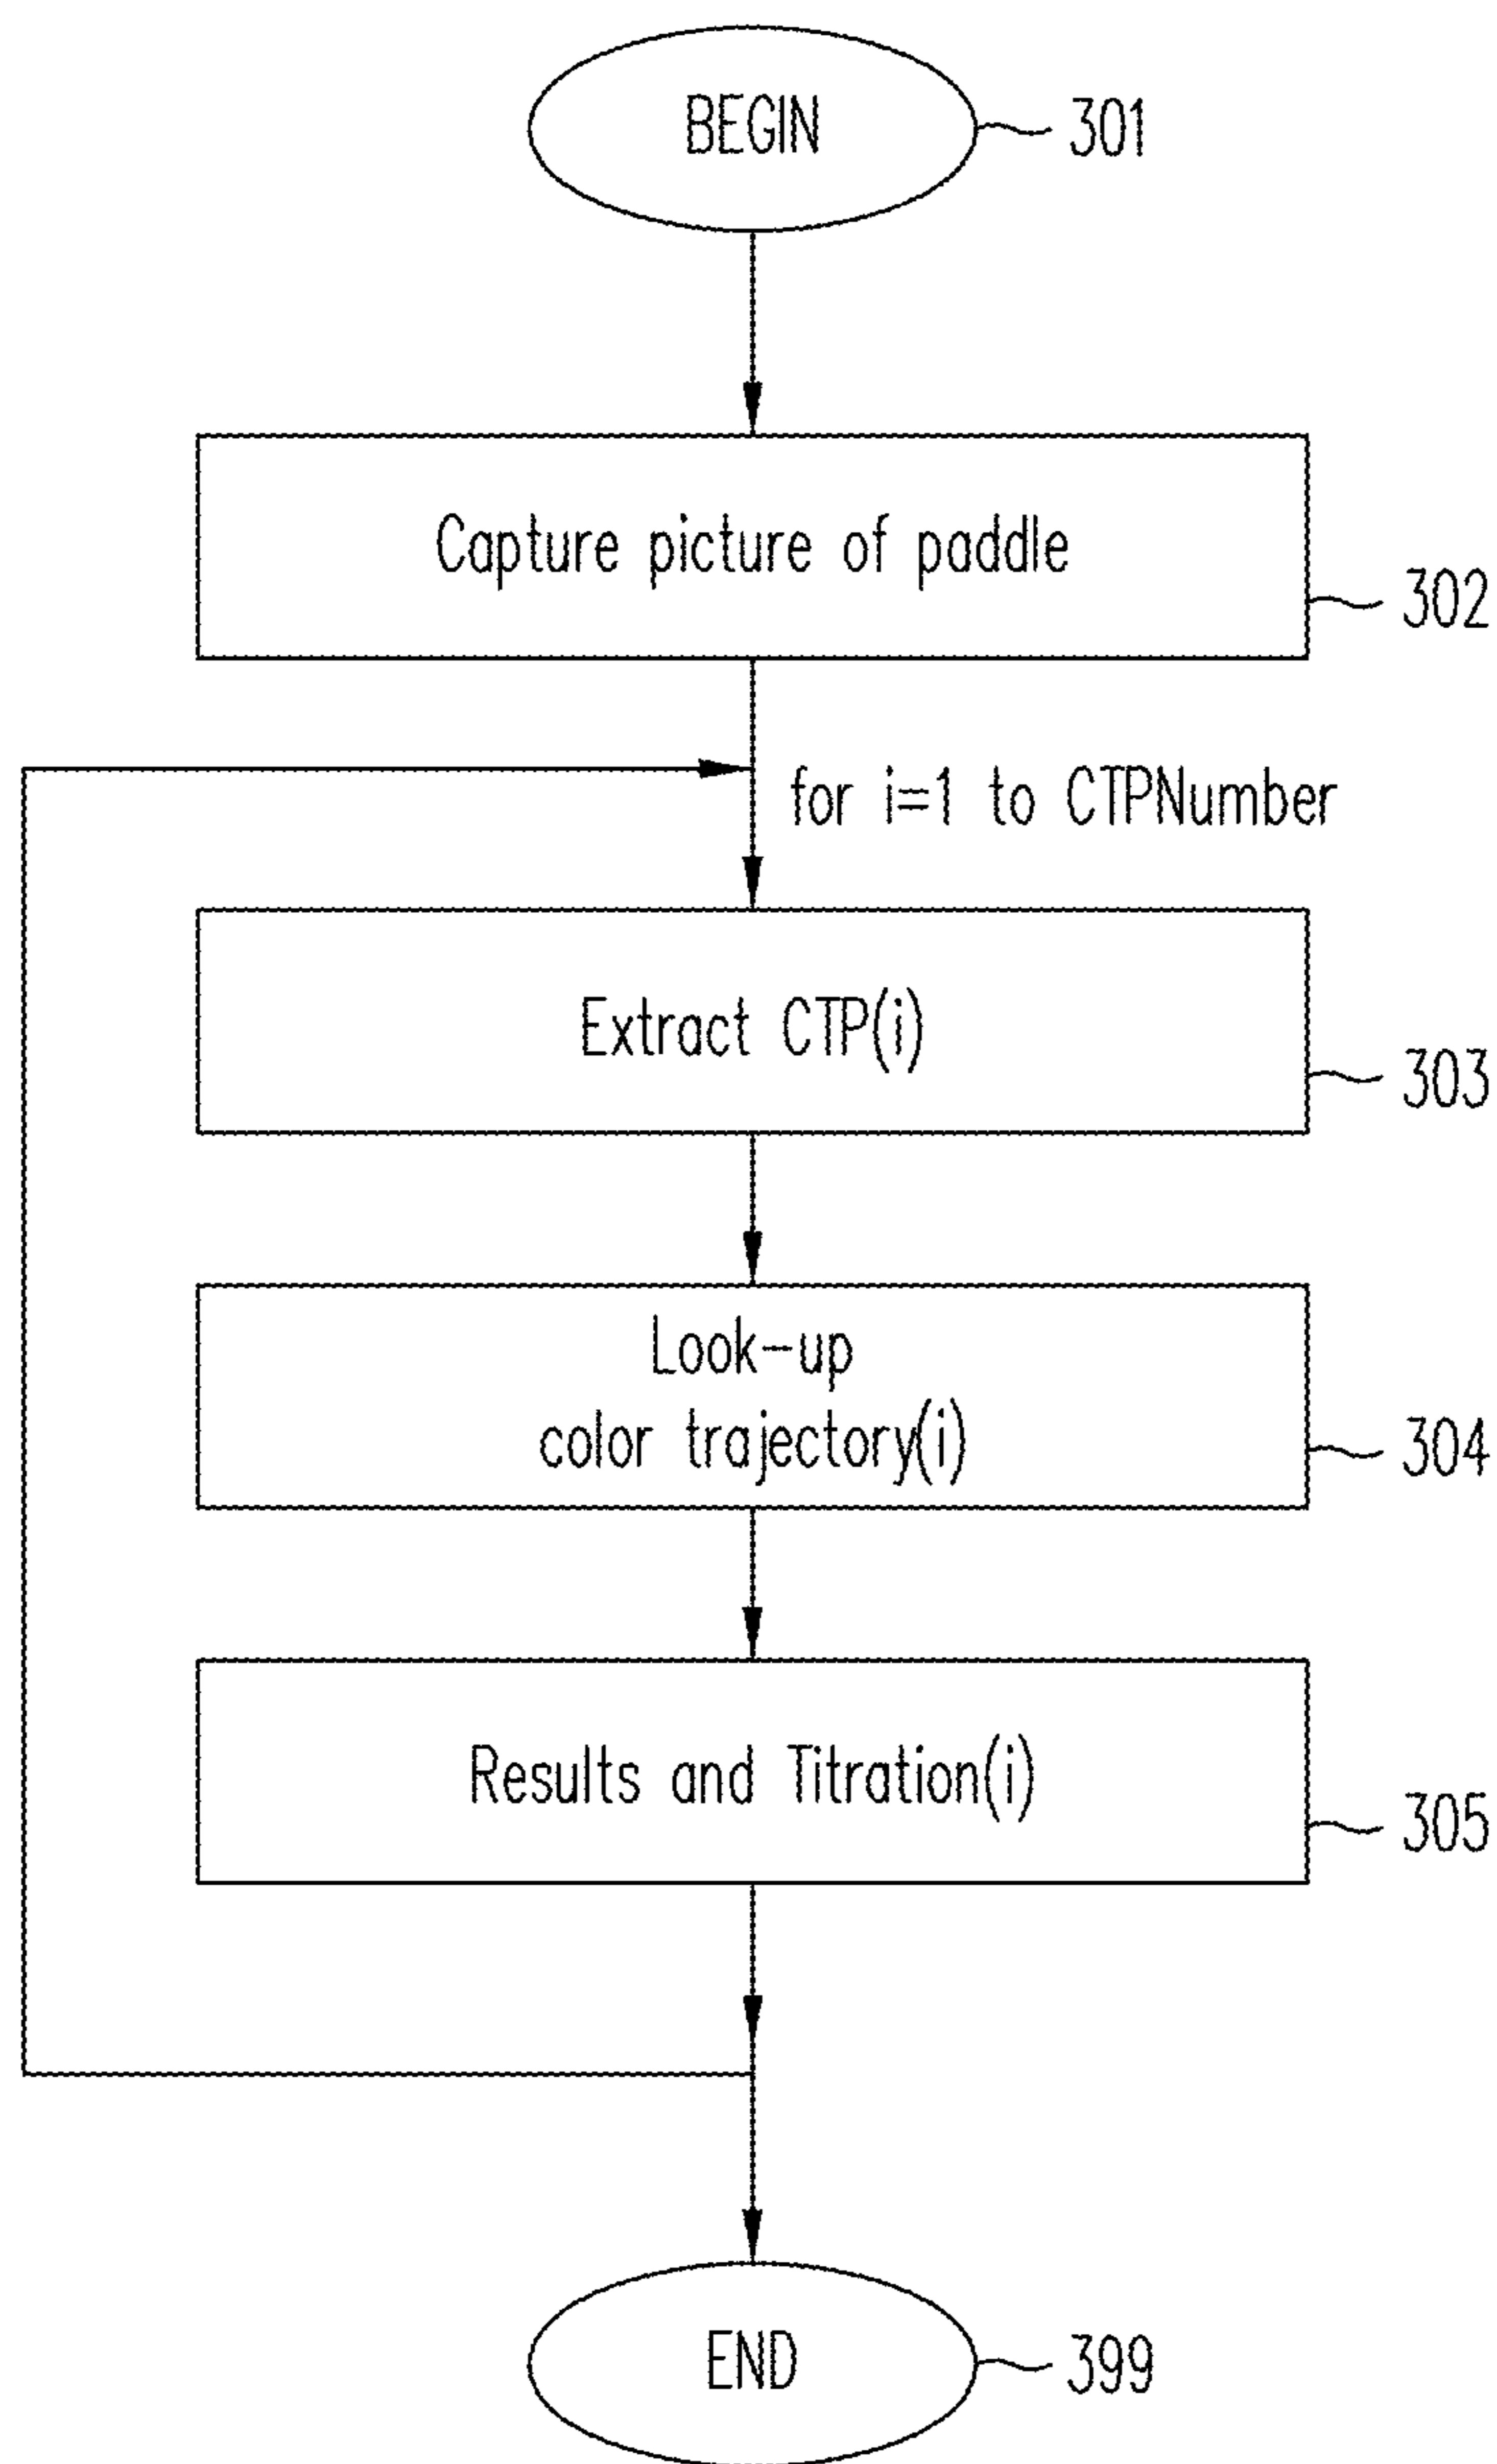 BEGIN
301
Capture picture of paddle
302
for i=1 to CTPNumber
Extract CTP(i)
303
Look-up
color trajectory(i)
304
Results and Titration(i)
305
END
399